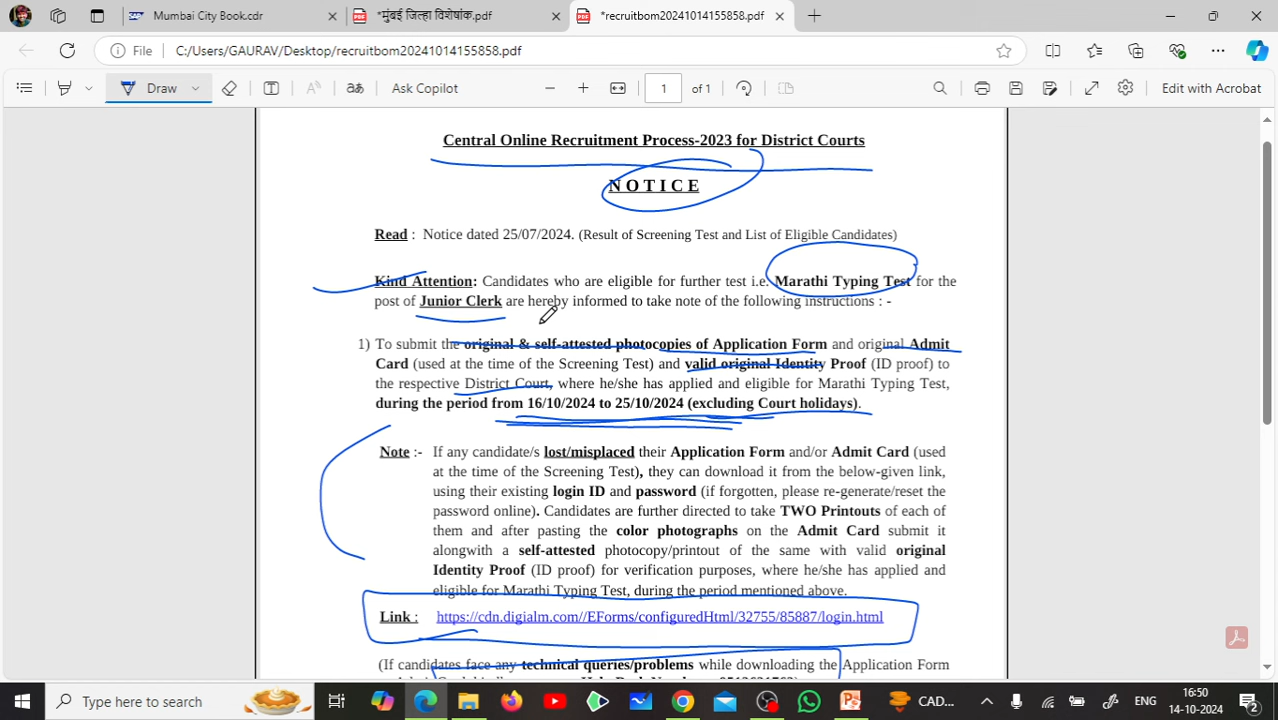 Mumbai City Book.cdr
*मुंबई जिल्हा विशेषांक.pdf
*recruitbom20241014155858.pdf
File
C:/Users/GAURAV/Desktop/recruitbom20241014155858.pdf
Draw
Ask Copilot
1
of 1
Edit with Acrobat
Central Online Recruitment Process-2023 for District Courts
N O T I C E
Read : Notice dated 25/07/2024. (Result of Screening Test and List of Eligible Candidates)
Kind Attention: Candidates who are eligible for further test i.e. Marathi Typing Test for the
post of Junior Clerk are hereby informed to take note of the following instructions : -
1) To submit the original & self-attested photocopies of Application Form and original Admit
Card (used at the time of the Screening Test) and valid original Identity Proof (ID proof) to
the respective District Court, where he/she has applied and eligible for Marathi Typing Test,
during the period from 16/10/2024 to 25/10/2024 (excluding Court holidays).
Note :- If any candidate/s lost/misplaced their Application Form and/or Admit Card (used
at the time of the Screening Test), they can download it from the below-given link,
using their existing login ID and password (if forgotten, please re-generate/reset the
password online). Candidates are further directed to take TWO Printouts of each of
them and after pasting the color photographs on the Admit Card submit it
alongwith a self-attested photocopy/printout of the same with valid original
Identity Proof (ID proof) for verification purposes, where he/she has applied and
eligible for Marathi Typing Test, during the period mentioned above.
Link : https://cdn.digialm.com//EForms/configuredHtml/32755/85887/login.html
(If candidates face any technical queries/problems while downloading the Application Form
Type here to search
CAD...
ENG
16:50
14-10-2024
2